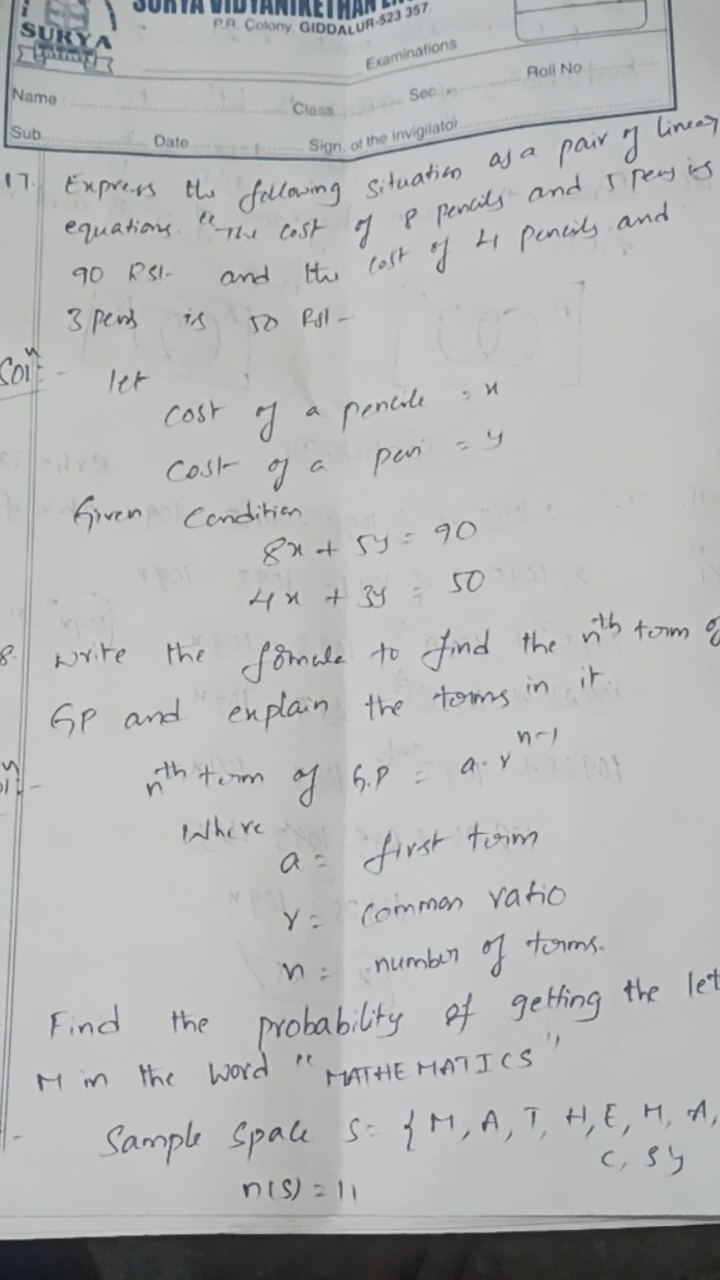 SURYA VIDYANIKETHAN
P.R. Colony, GIDDALUR-523 357.
SURYA
Examinations
Name Class Sec. Roll No.
Sub. Date Sign. of the Invigilator
17. Express the following situation as a pair of linear
equations. "The cost of 8 pencils and 5 pens is
90 Rs/- and the cost of 4 pencils and
3 pens is 50 Rs/-
Solⁿ:- let
cost of a pencile = x
cost of a pen = y
Given Condition
8x + 5y = 90
4x + 3y = 50
8. Write the fomula to find the nth term of
GP and explain the terms in it.
nth term of G.P = a.r^n-1
Where
a = first term
r = common ratio
n = number of terms.
Find the probability of getting the let
M in the word "MATHEMATICS"
Sample space S = {M, A, T, H, E, M, A,
C, S}
n(S) = 11